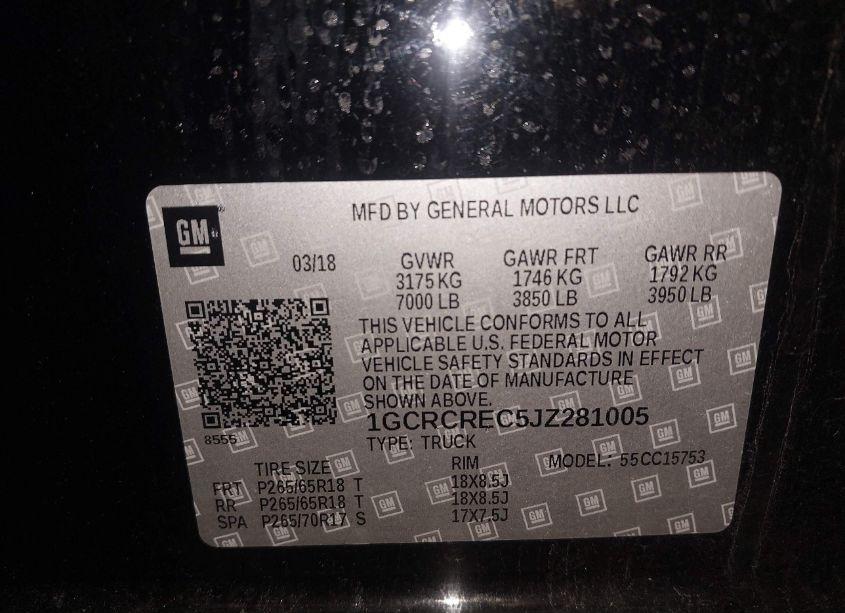 GM
MFD BY GENERAL MOTORS LLC
03/18
GVWR GAWR FRT GAWR RR
3175 KG 1746 KG 1792 KG
7000 LB 3850 LB 3950 LB
THIS VEHICLE CONFORMS TO ALL
APPLICABLE U.S. FEDERAL MOTOR
VEHICLE SAFETY STANDARDS IN EFFECT
ON THE DATE OF MANUFACTURE
SHOWN ABOVE.
8555
1GCRCREC5JZ281005
TYPE: TRUCK
TIRE SIZE RIM MODEL: 55CC15753
FRT P265/65R18 T 18X8.5J
RR P265/65R18 T 18X8.5J
SPA P265/70R17 S 17X7.5J